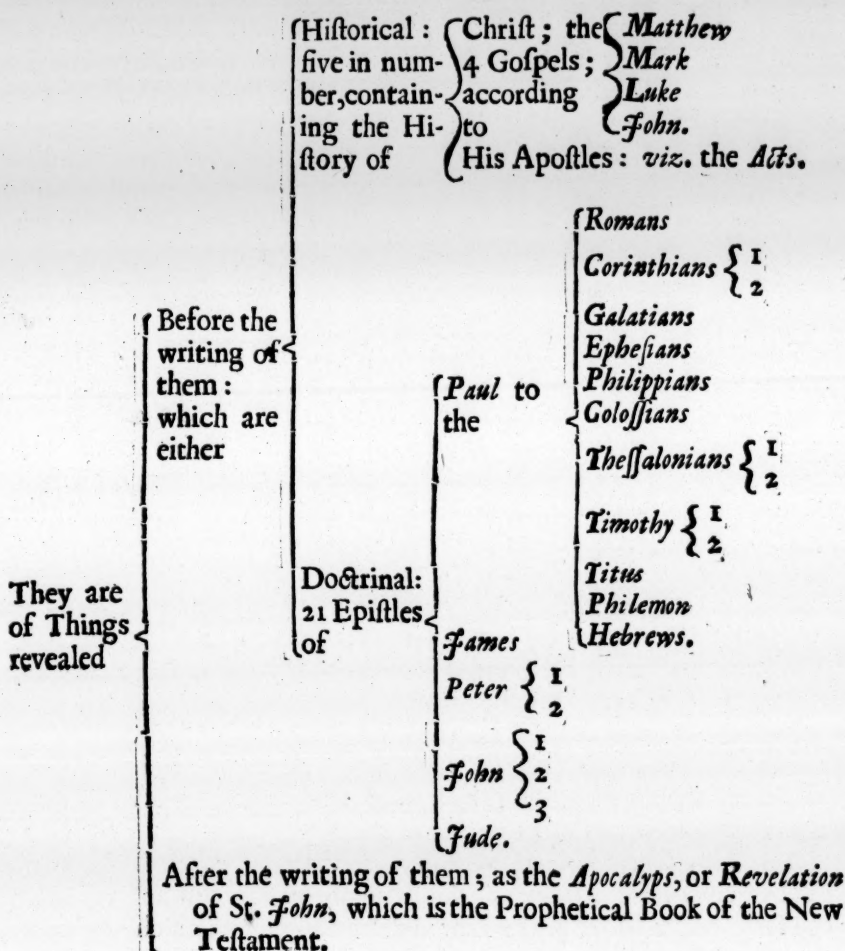 They are
of Things
revealed
Before the
writing of
them :
which are
either
Hiſtorical :
five in num-
ber,contain-
ing the Hi-
ſtory of
Chriſt ; the
4 Goſpels ;
according
to
Matthew
Mark
Luke
John.
His Apoſtles : viz. the Acts.
Doctrinal:
21 Epiſtles
of
Paul to
the
Romans
Corinthians { 1
2
Galatians
Epheſians
Philippians
Coloſſians
Theſſalonians { 1
2
Timothy { 1
2
Titus
Philemon
Hebrews.
James
Peter { 1
2
John { 1
2
3
Jude.
After the writing of them ; as the Apocalyps, or Revelation
of St. John, which is the Prophetical Book of the New
Teſtament.